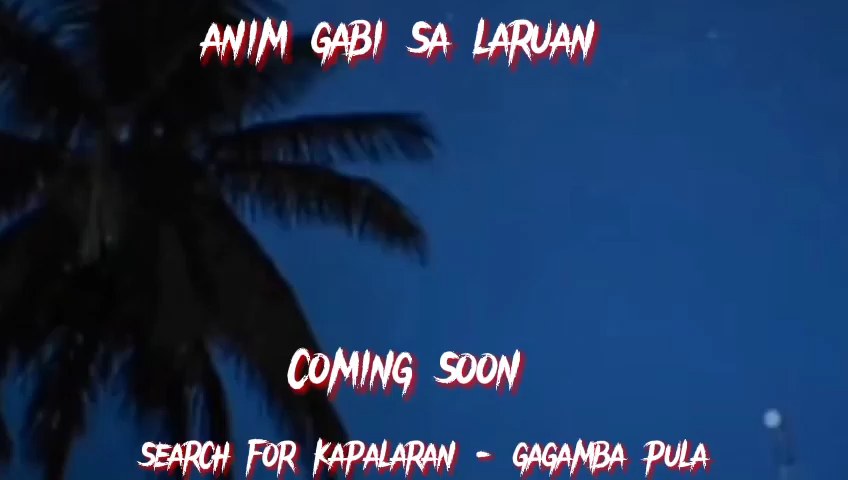 ANIM GABI SA LARUAN
COMING SOON
SEARCH FOR KAPALARAN - GAGAMBA PULA